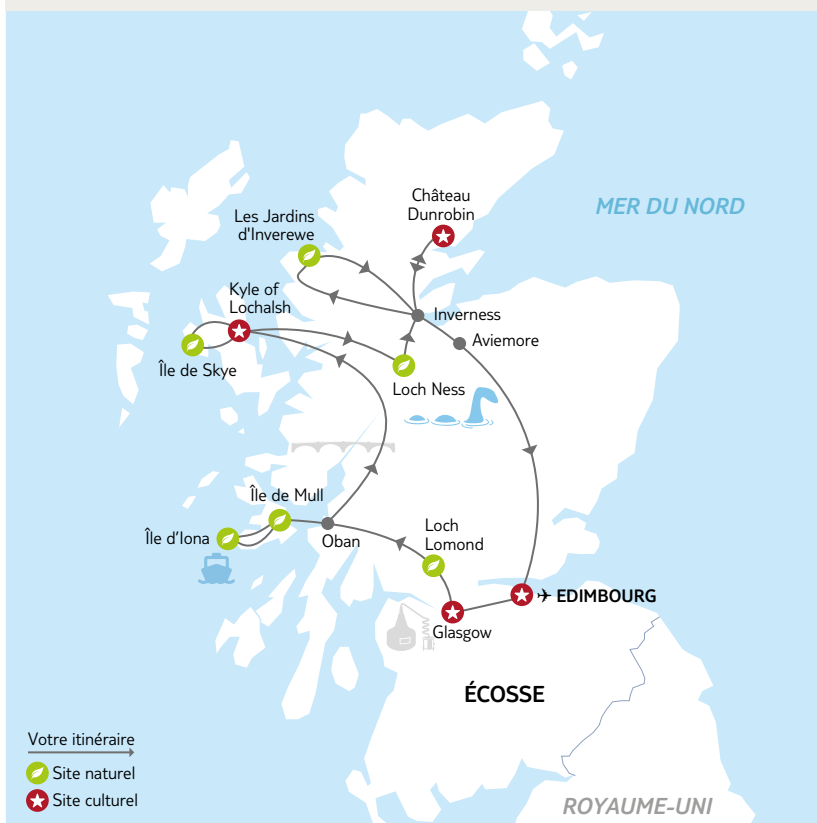 Château
Dunrobin
MER DU NORD
Les Jardins
d'Inverewe
Kyle of
Lochalsh
Inverness
Aviemore
Île de Skye
Loch Ness
Île de Mull
Île d’Iona
Oban
Loch
Lomond
EDIMBOURG
Glasgow
ÉCOSSE
Votre itinéraire
Site naturel
Site culturel
ROYAUME-UNI